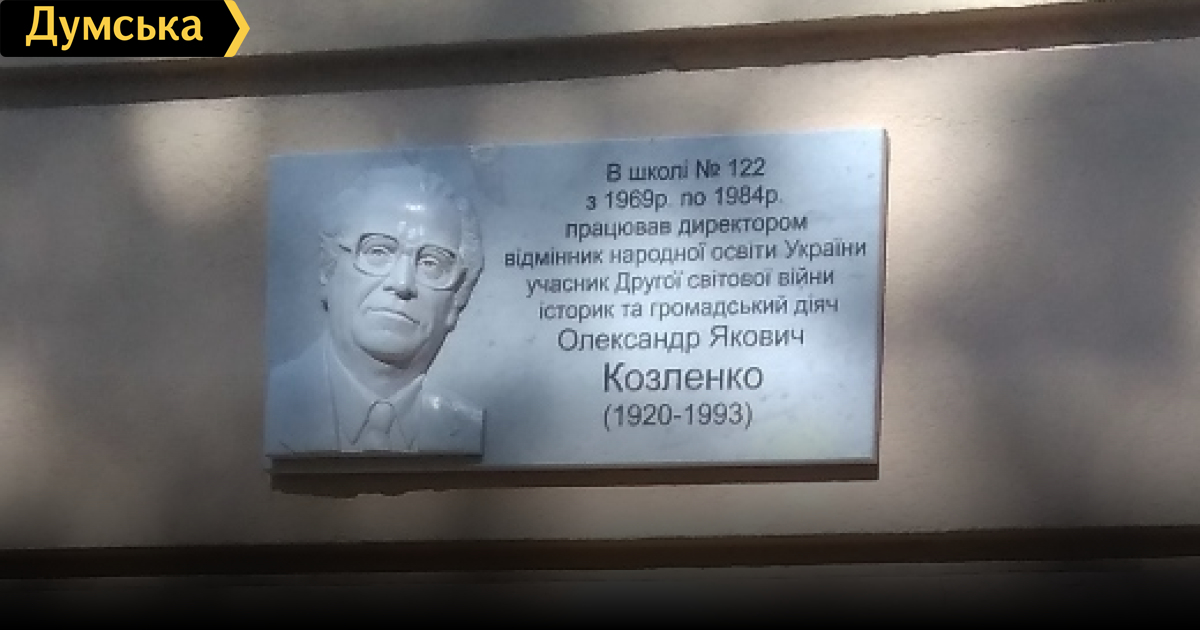 Думська
В школі № 122
з 1969р. по 1984р.
працював директором
відмінник народної освіти України
учасник Другої світової війни
історик та громадський діяч
Олександр Якович
Козленко
(1920-1993)